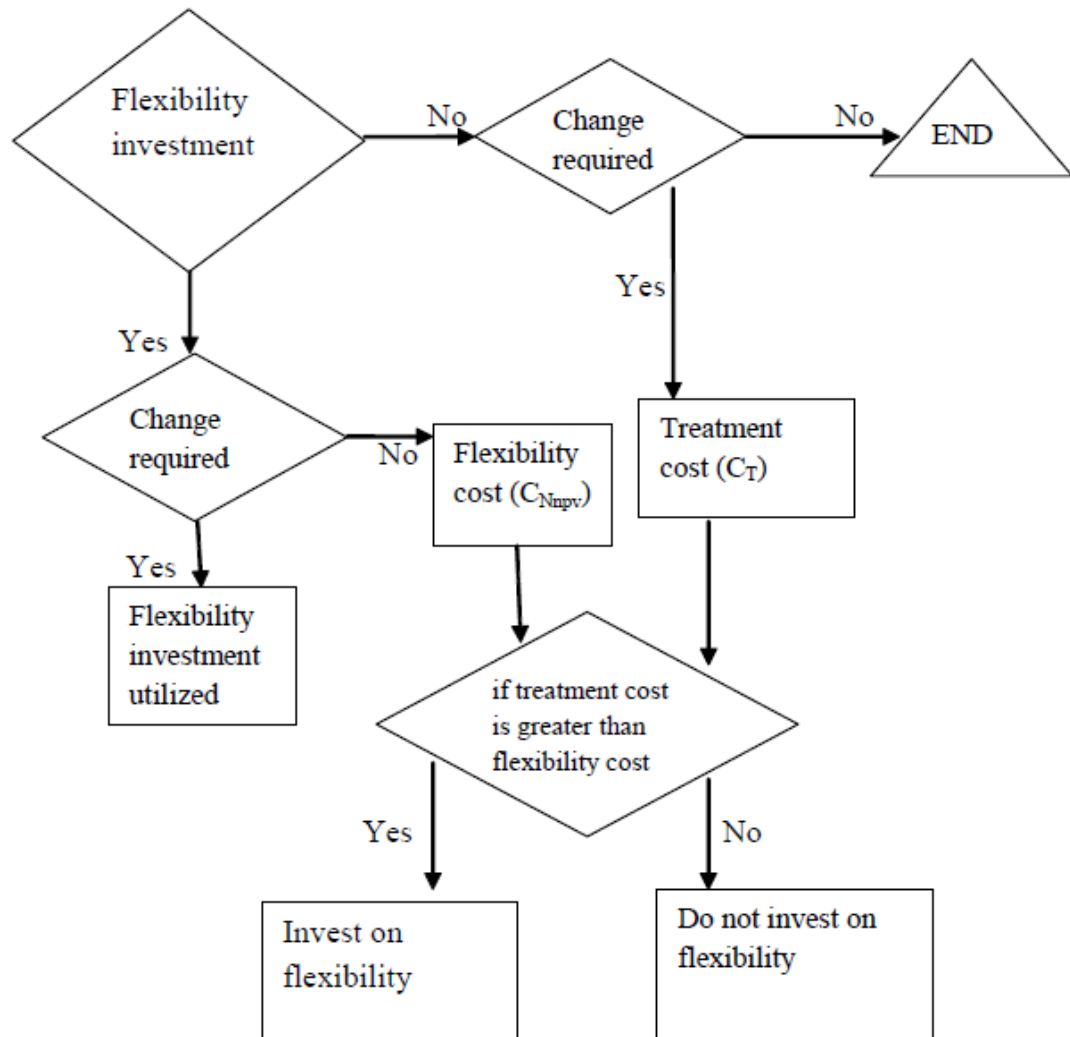 Flexibility
investment
No
Change
required
No
END
Yes
Yes
Change
required
No
Flexibility
cost (C_Nnpv)
Treatment
cost (C_T)
Yes
Flexibility
investment
utilized
if treatment cost
is greater than
flexibility cost
Yes
No
Invest on
flexibility
Do not invest on
flexibility